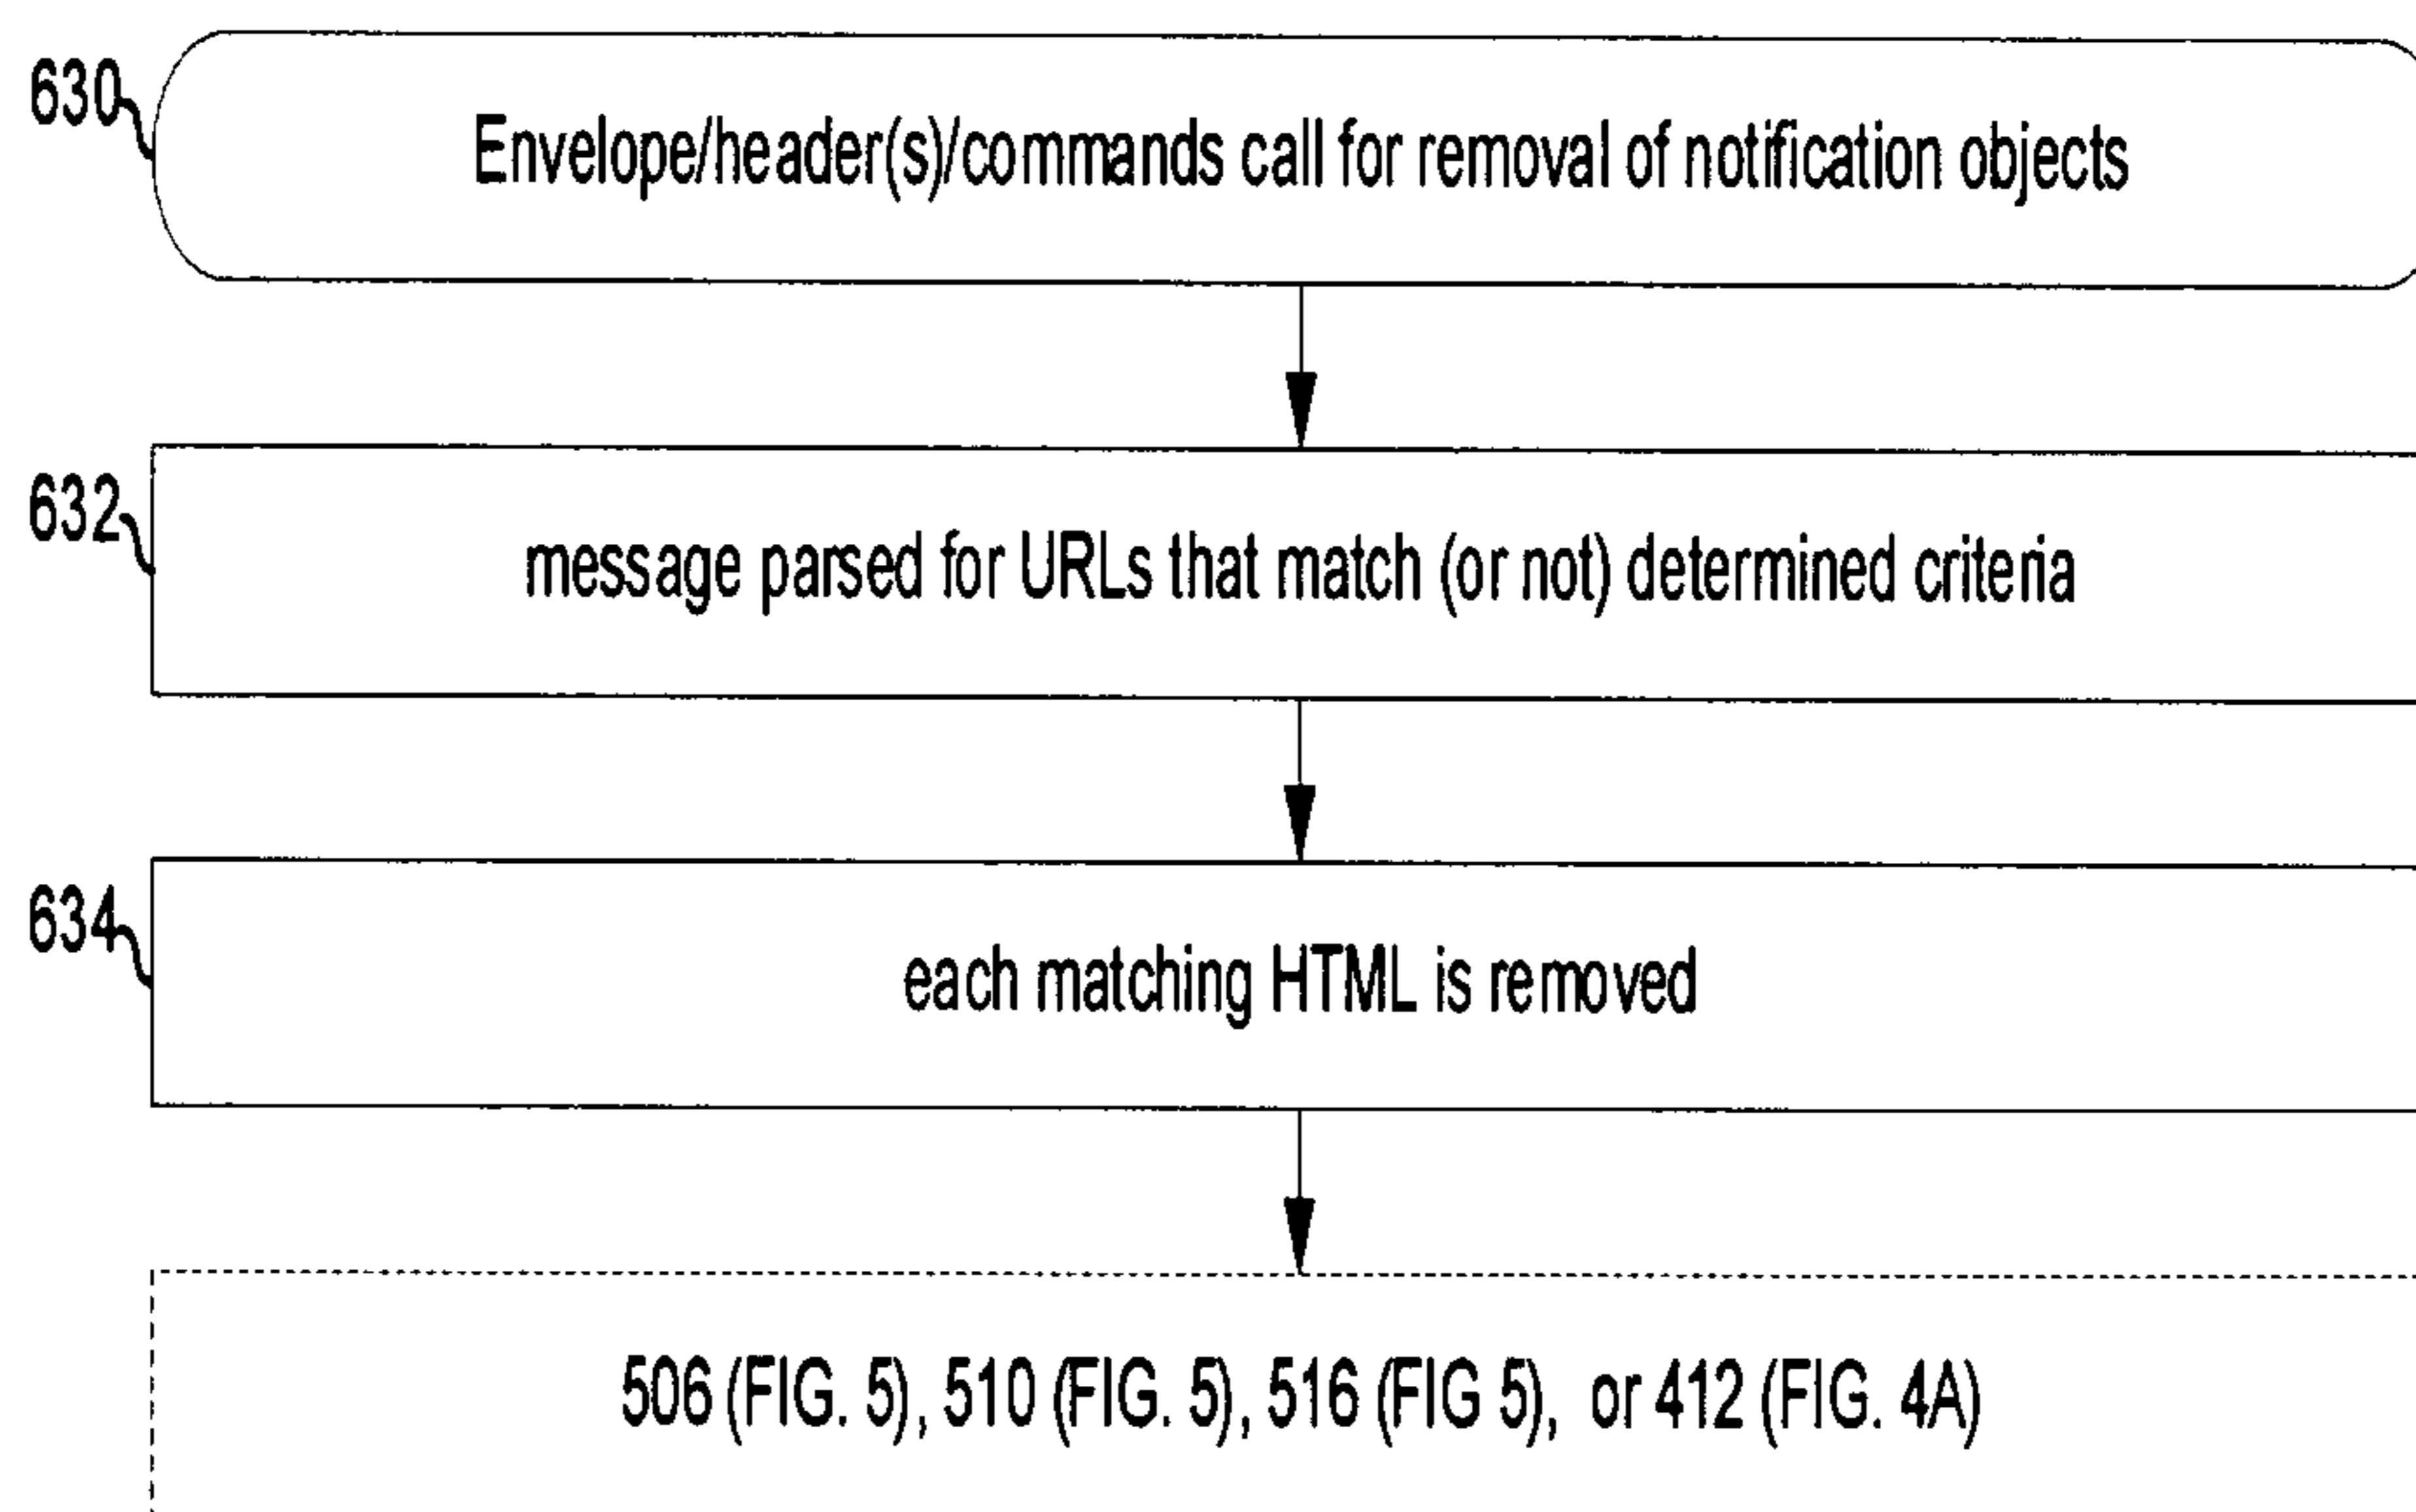 630
Envelope/header(s)/commands call for removal of notification objects
632
message parsed for URLs that match (or not) determined criteria
634
each matching HTML is removed
506 (FIG. 5), 510 (FIG. 5), 516 (FIG 5), or 412 (FIG. 4A)